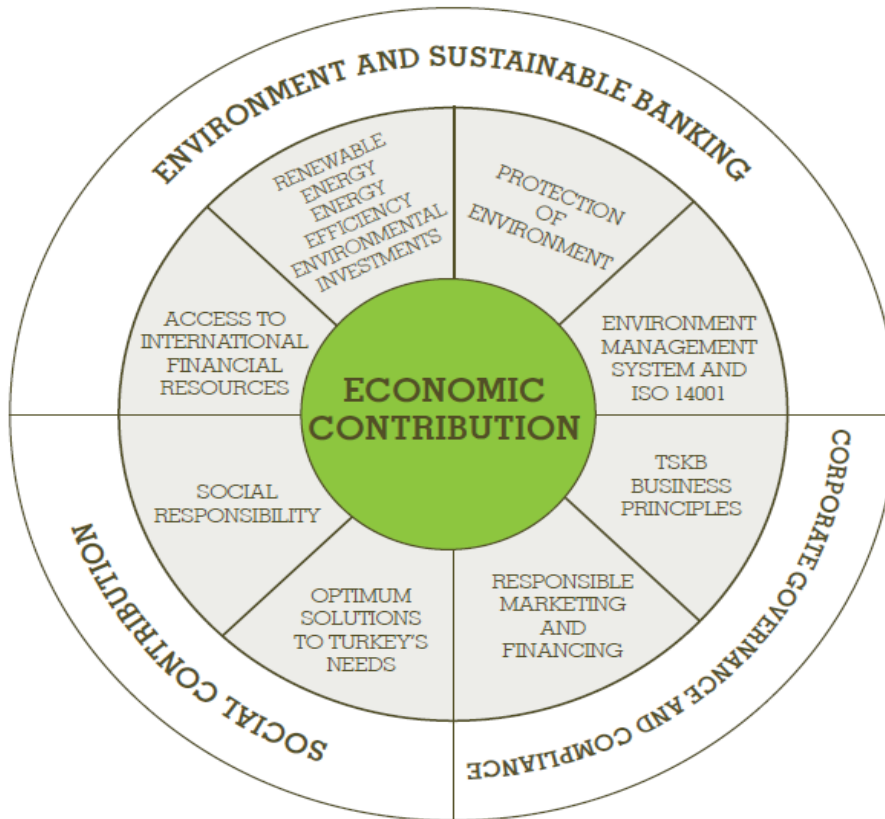 ENVIRONMENT AND SUSTAINABLE BANKING
RENEWABLE
ENERGY
ENERGY
EFFICIENCY
ENVIRONMENTAL
INVESTMENTS
PROTECTION
OF
ENVIRONMENT
ACCESS TO
INTERNATIONAL
FINANCIAL
RESOURCES
ENVIRONMENT
MANAGEMENT
SYSTEM AND
ISO 14001
ECONOMIC
CONTRIBUTION
SOCIAL
RESPONSIBILITY
TSKB
BUSINESS
PRINCIPLES
OPTIMUM
SOLUTIONS
TO TURKEY'S
NEEDS
RESPONSIBLE
MARKETING
AND
FINANCING
SOCIAL CONTRIBUTION
CORPORATE GOVERNANCE AND COMPLIANCE